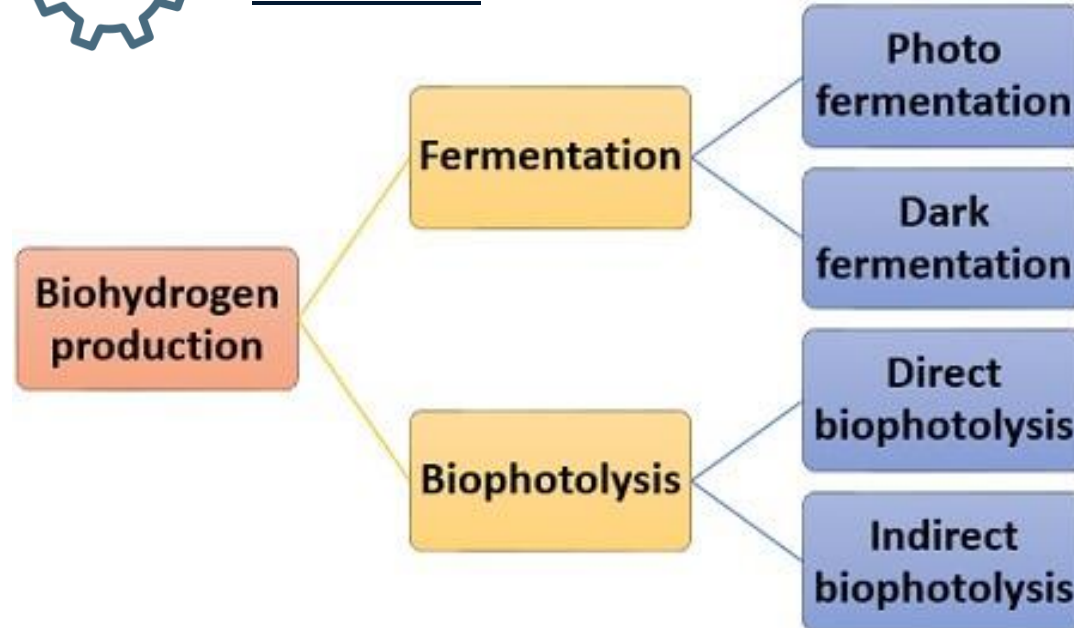 Photo
fermentation
Fermentation
Dark
fermentation
Biohydrogen
production
Direct
biophotolysis
Biophotolysis
Indirect
biophotolysis